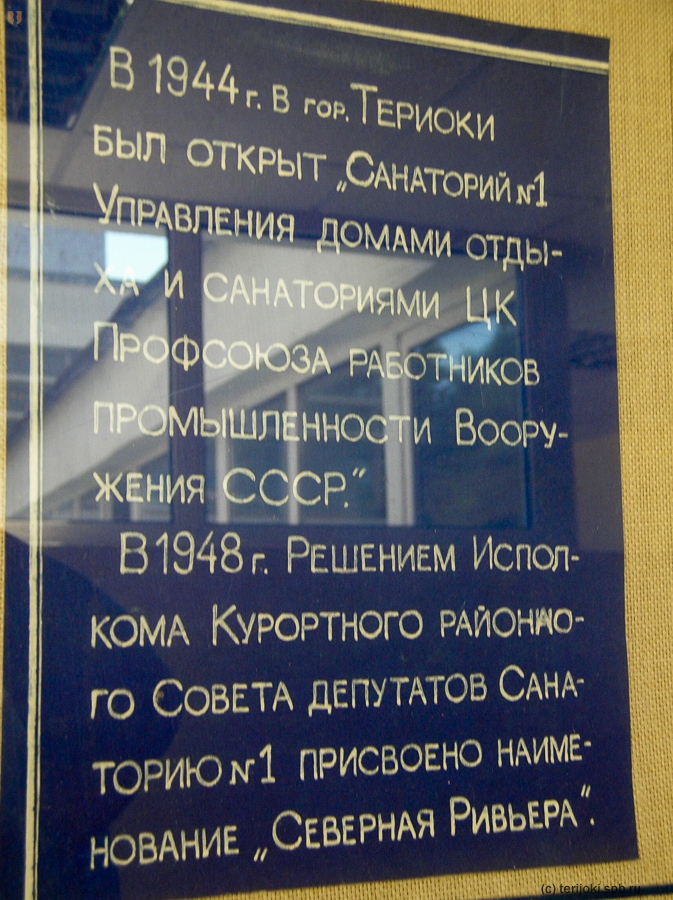 В 1944 г. в гор. Териоки
был открыт „Санаторий №1
Управления домами отды-
ха и санаториями ЦК
Профсоюза работников
промышленности Воору-
жения СССР.“
В 1948 г. Решением Испол-
кома Курортного районно-
го Совета депутатов Сана-
торию №1 присвоено наиме-
нование „Северная Ривьера“.
(c) terijoki.spb.ru